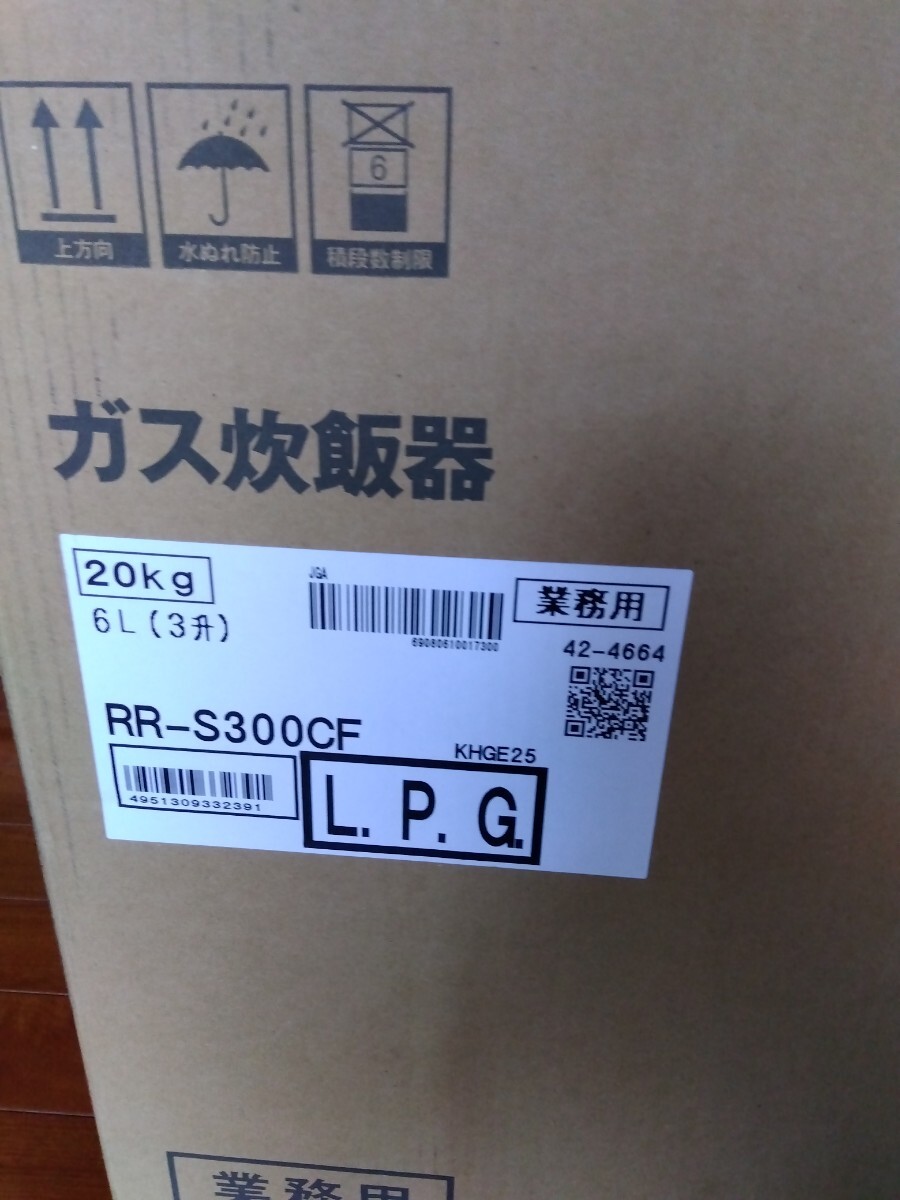 上方向
水ぬれ防止
6
積段数制限
ガス炊飯器
20kg
6L(3升)
JGA
69080610017300
業務用
42-4664
RR-S300CF
KHGE25
4951309332391
L.P.G.
業務用